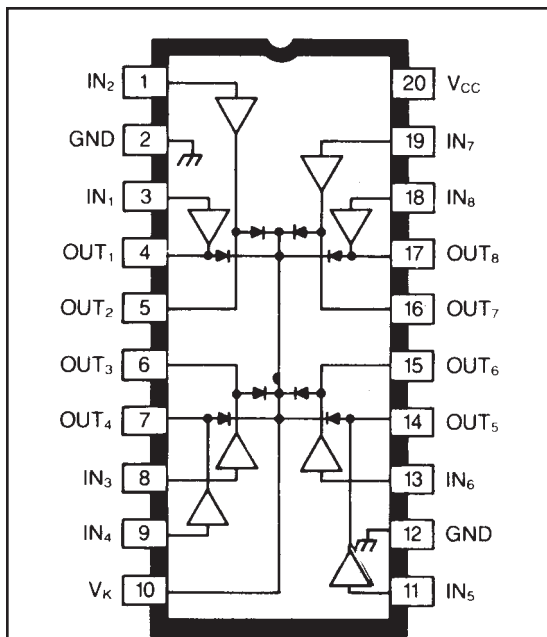 IN₂ 1
20 VCC
GND 2
19 IN₇
IN₁ 3
18 IN₈
OUT₁ 4
17 OUT₈
OUT₂ 5
16 OUT₇
OUT₃ 6
15 OUT₆
OUT₄ 7
14 OUT₅
IN₃ 8
13 IN₆
IN₄ 9
12 GND
VK 10
11 IN₅